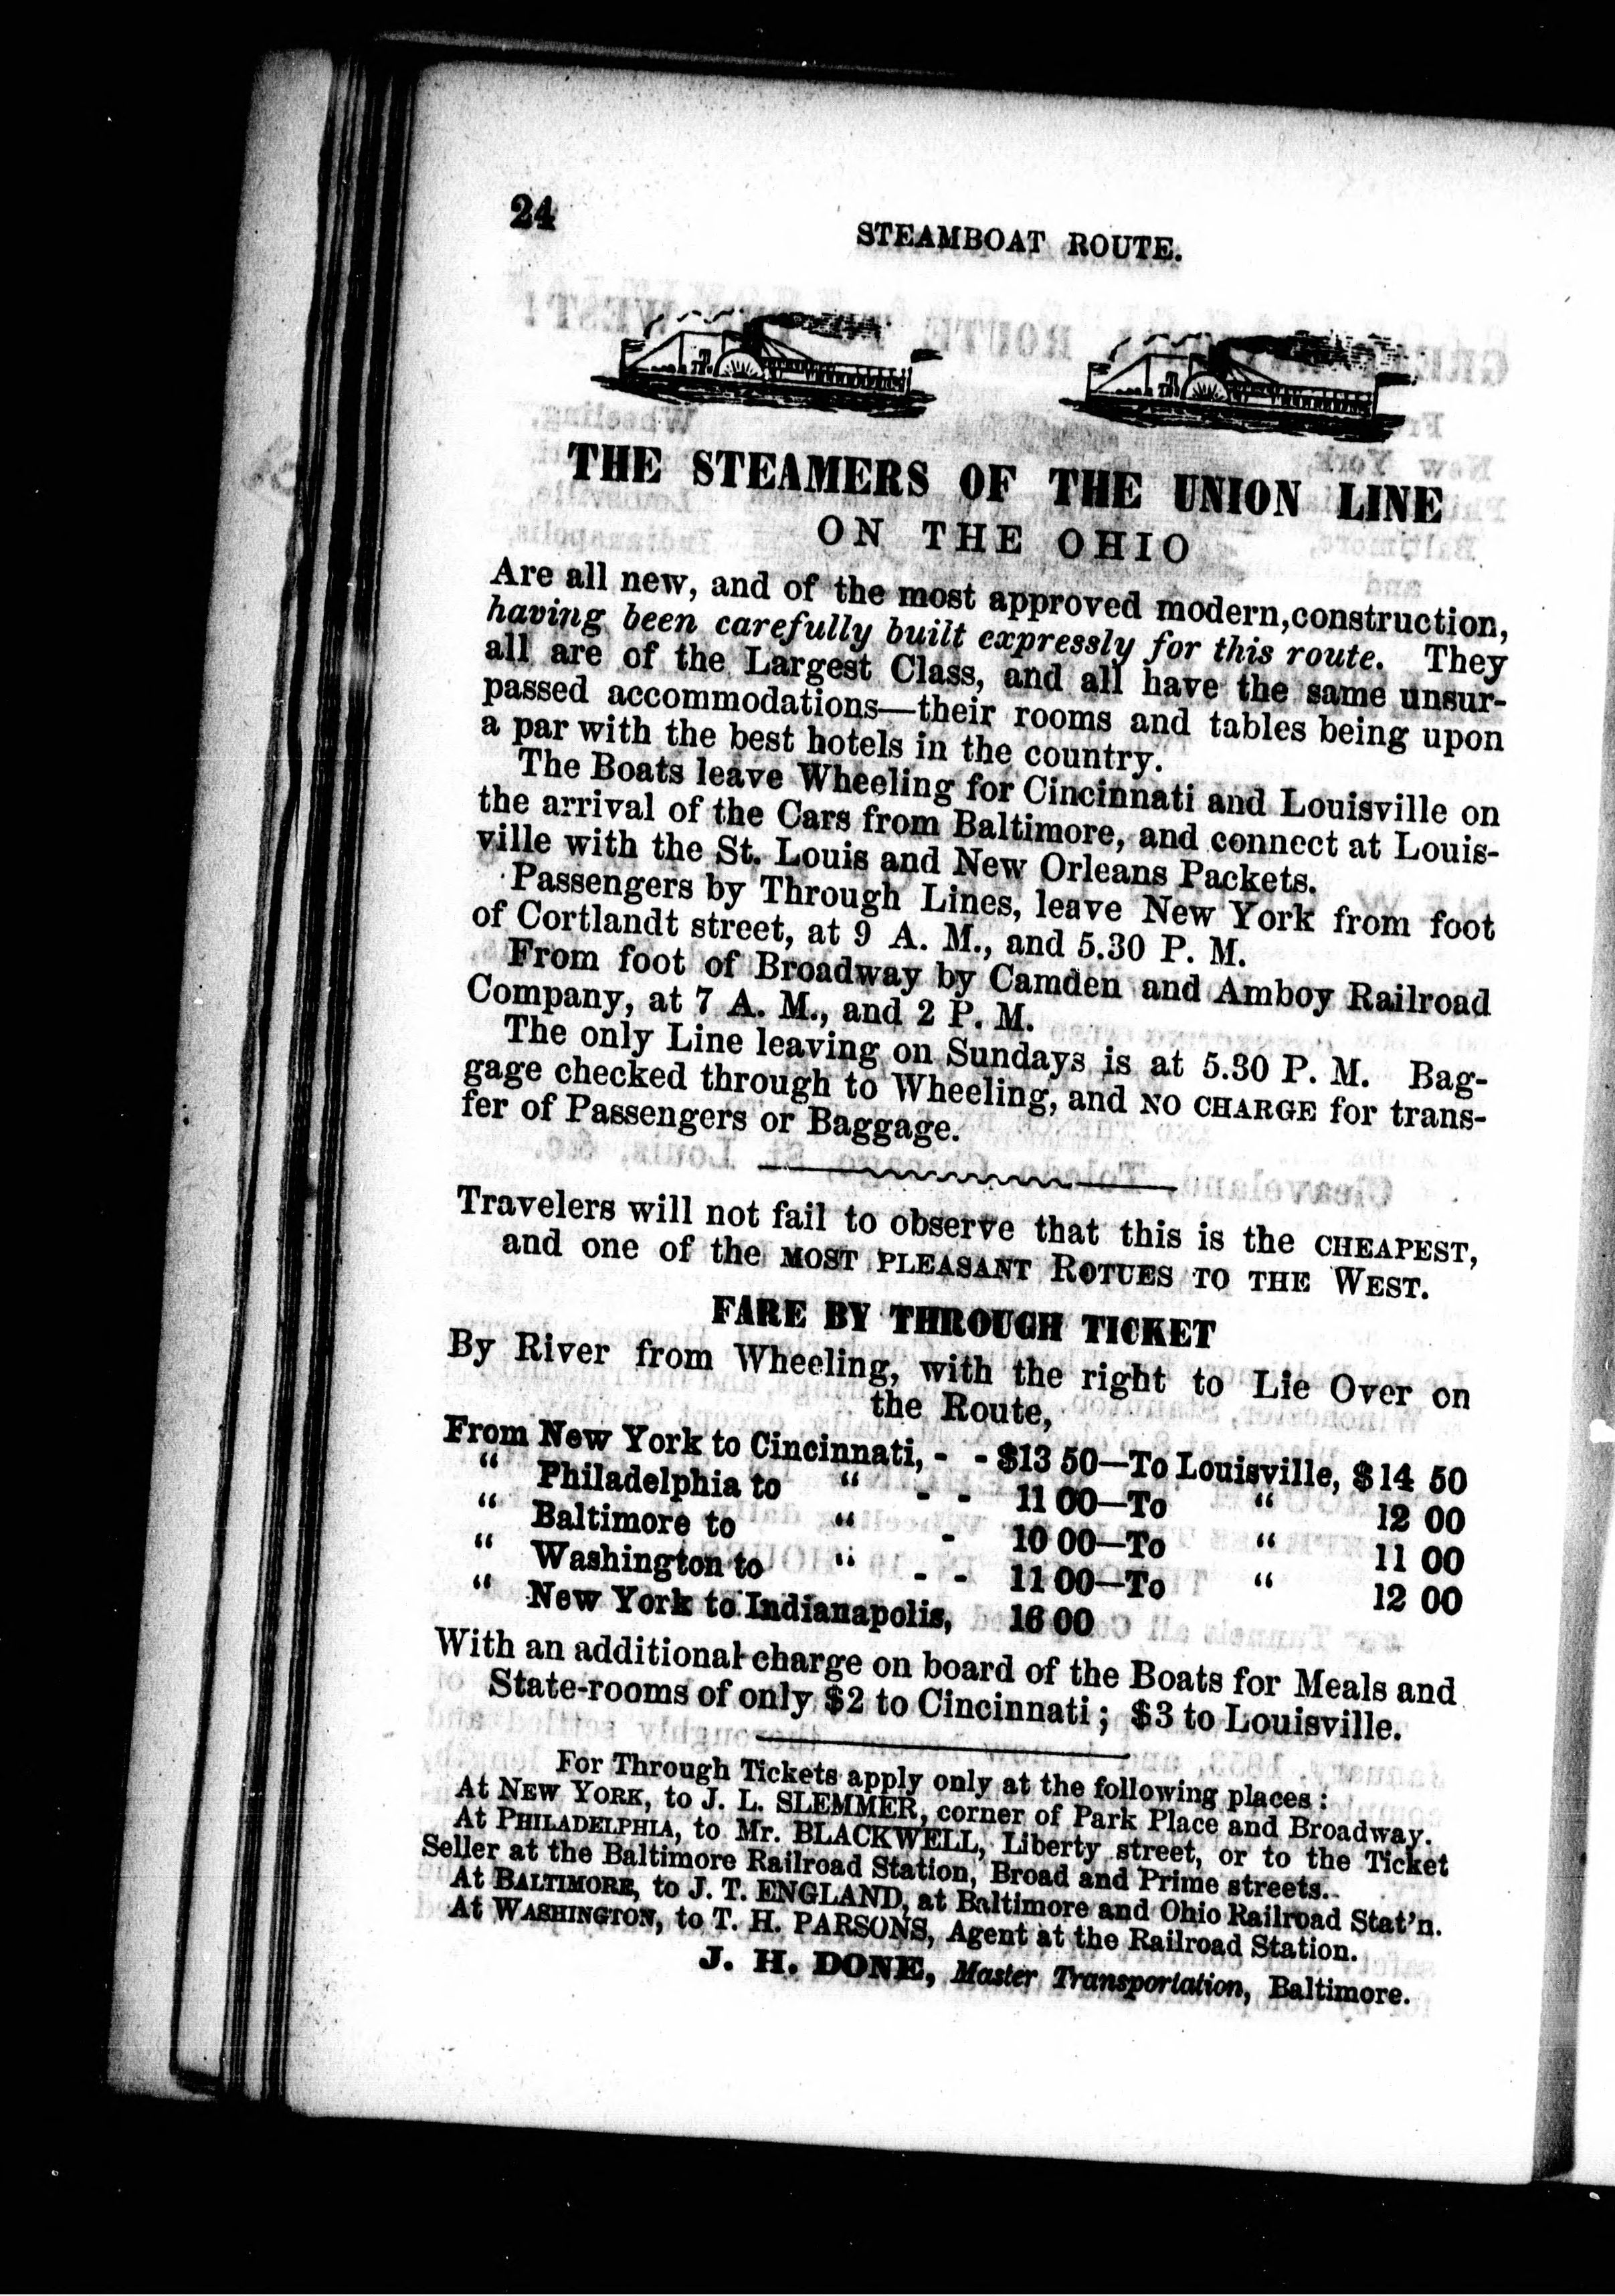 24
STEAMBOAT ROUTE.
THE STEAMERS OF THE UNION LINE
ON THE OHIO
Are all new, and of the most approved modern,construction,
having been carefully built expressly for this route. They
all are of the Largest Class, and all have the same unsur-
passed accommodations—their rooms and tables being upon
a par with the best hotels in the country.
The Boats leave Wheeling for Cincinnati and Louisville on
the arrival of the Cars from Baltimore, and connect at Louis-
ville with the St. Louis and New Orleans Packets.
Passengers by Through Lines, leave New York from foot
of Cortlandt street, at 9 A. M., and 5.30 P. M.
From foot of Broadway by Camden and Amboy Railroad
Company, at 7 A. M., and 2 P. M.
The only Line leaving on Sundays is at 5.30 P. M. Bag-
gage checked through to Wheeling, and NO CHARGE for trans-
fer of Passengers or Baggage.
Travelers will not fail to observe that this is the CHEAPEST,
and one of the MOST PLEASANT ROTUES TO THE WEST.
FARE BY THROUGH TICKET
By River from Wheeling, with the right to Lie Over on
the Route,
From New York to Cincinnati, - - $13 50—To Louisville, $14 50
“ Philadelphia to “ - - 11 00—To “ 12 00
“ Baltimore to “ - 10 00—To “ 11 00
“ Washington to “ - - 11 00—To “ 12 00
“ New York to Indianapolis, 16 00
With an additional charge on board of the Boats for Meals and
State-rooms of only $2 to Cincinnati; $3 to Louisville.
For Through Tickets apply only at the following places:
At NEW YORK, to J. L. SLEMMER, corner of Park Place and Broadway.
At PHILADELPHIA, to Mr. BLACKWELL, Liberty street, or to the Ticket
Seller at the Baltimore Railroad Station, Broad and Prime streets.
At BALTIMORE, to J. T. ENGLAND, at Baltimore and Ohio Railroad Stat’n.
At WASHINGTON, to T. H. PARSONS, Agent at the Railroad Station.
J. H. DONE, Master Transportation, Baltimore.